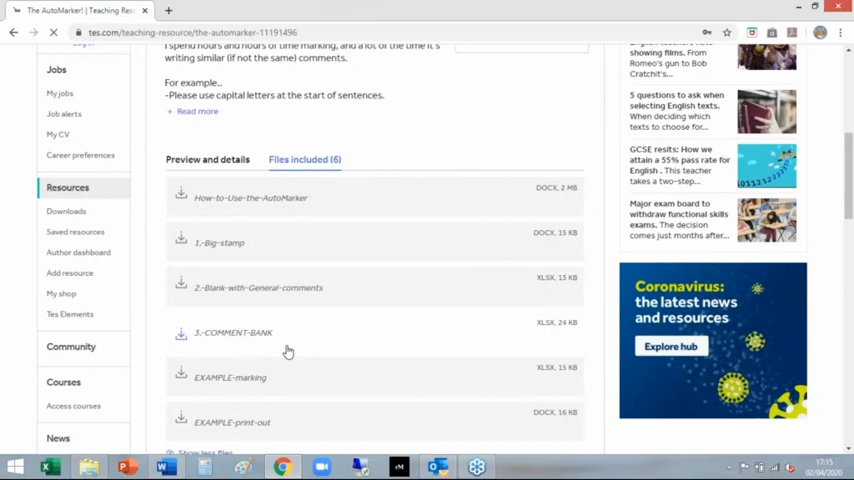 The AutoMarker! | Teaching Reso
tes.com/teaching-resource/the-automarker-11191496
Jobs
My jobs
Job alerts
My CV
Career preferences
Resources
Downloads
Saved resources
Author dashboard
Add resource
My shop
Tes Elements
Community
Courses
Access courses
News
I spend hours and hours of time marking, and a lot of the time it's
writing similar (if not the same) comments.
For example..
-Please use capital letters at the start of sentences.
+ Read more
Preview and details
Files included (6)
How-to-Use-the-AutoMarker
DOCX, 2 MB
1.-Big-stamp
DOCX, 15 KB
2.-Blank-with-General-comments
XLSX, 13 KB
3.-COMMENT-BANK
XLSX, 24 KB
EXAMPLE-marking
XLSX, 15 KB
EXAMPLE-print-out
DOCX, 16 KB
Show less files
English teachers hate
showing films. From
Romeo's gun to Bob
Cratchit's...
5 questions to ask when
selecting English texts.
When deciding which
texts to choose for...
GCSE resits: How we
attain a 55% pass rate for
English . This teacher
takes a two-step...
Major exam board to
withdraw functional skills
exams. The decision
comes just months after...
Coronavirus:
the latest news
and resources
Explore hub
17:15
02/04/2020